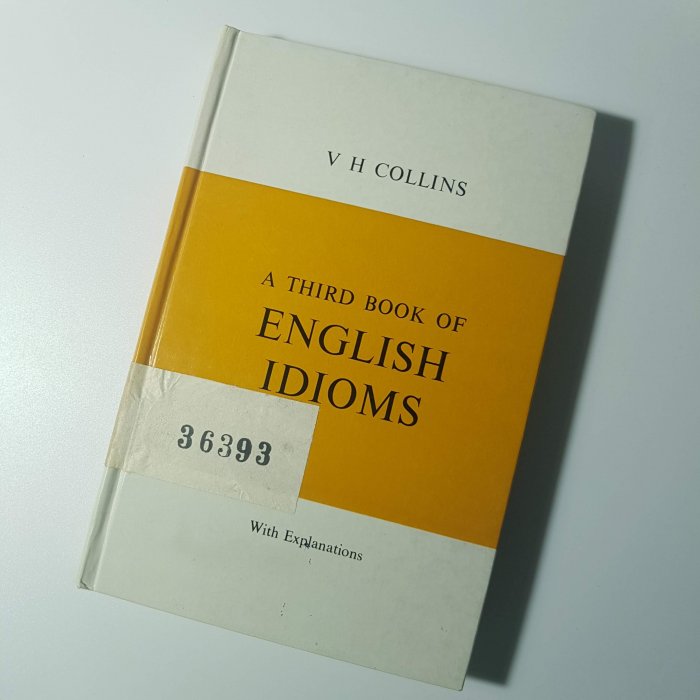 V H COLLINS
A THIRD BOOK OF
ENGLISH
IDIOMS
36393
With Explanations